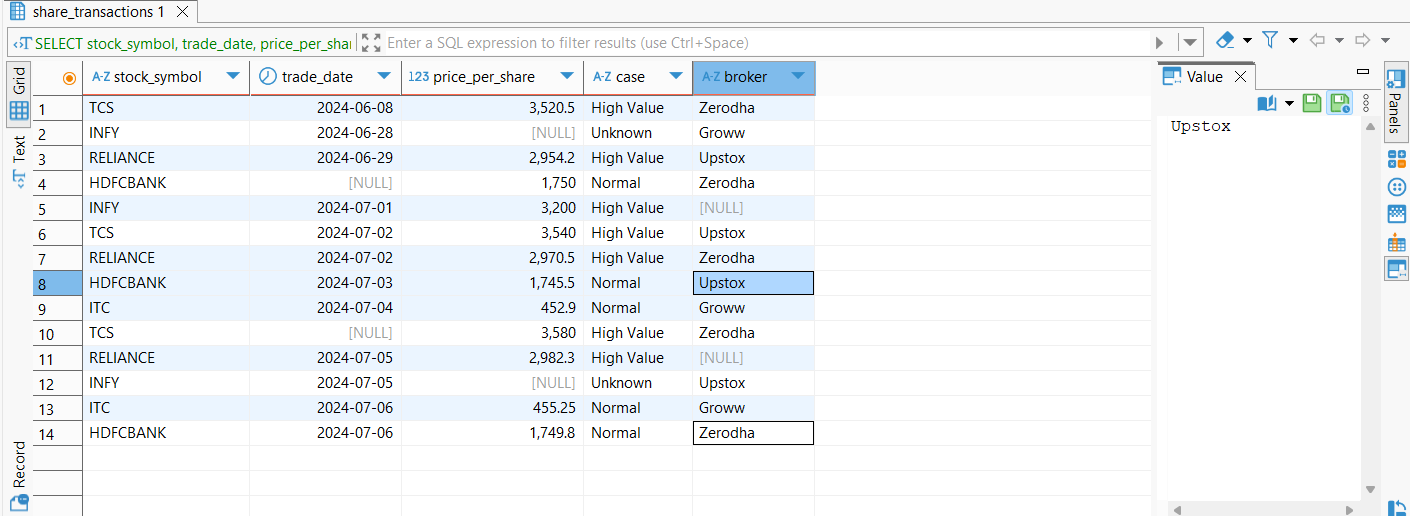 share_transactions 1
SELECT stock_symbol, trade_date, price_per_shar Enter a SQL expression to filter results (use Ctrl+Space)
Grid
Text
Record
A-Z stock_symbol trade_date 123 price_per_share A-Z case A-Z broker
1 TCS 2024-06-08 3,520.5 High Value Zerodha
2 INFY 2024-06-28 [NULL] Unknown Groww
3 RELIANCE 2024-06-29 2,954.2 High Value Upstox
4 HDFCBANK [NULL] 1,750 Normal Zerodha
5 INFY 2024-07-01 3,200 High Value [NULL]
6 TCS 2024-07-02 3,540 High Value Upstox
7 RELIANCE 2024-07-02 2,970.5 High Value Zerodha
8 HDFCBANK 2024-07-03 1,745.5 Normal Upstox
9 ITC 2024-07-04 452.9 Normal Groww
10 TCS [NULL] 3,580 High Value Zerodha
11 RELIANCE 2024-07-05 2,982.3 High Value [NULL]
12 INFY 2024-07-05 [NULL] Unknown Upstox
13 ITC 2024-07-06 455.25 Normal Groww
14 HDFCBANK 2024-07-06 1,749.8 Normal Zerodha
Value
Upstox
Panels